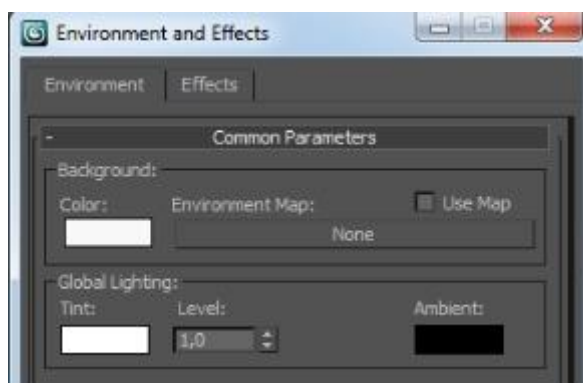 Environment and Effects
Environment Effects
- Common Parameters
Background:
Color: Environment Map: Use Map
None
Global Lighting:
Tint: Level: Ambient:
1,0